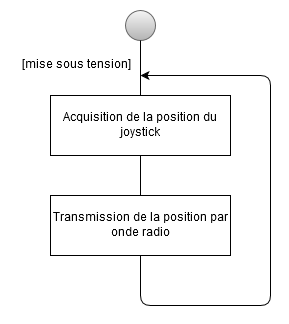 [mise sous tension]
Acquisition de la position du
joystick
Transmission de la position par
onde radio